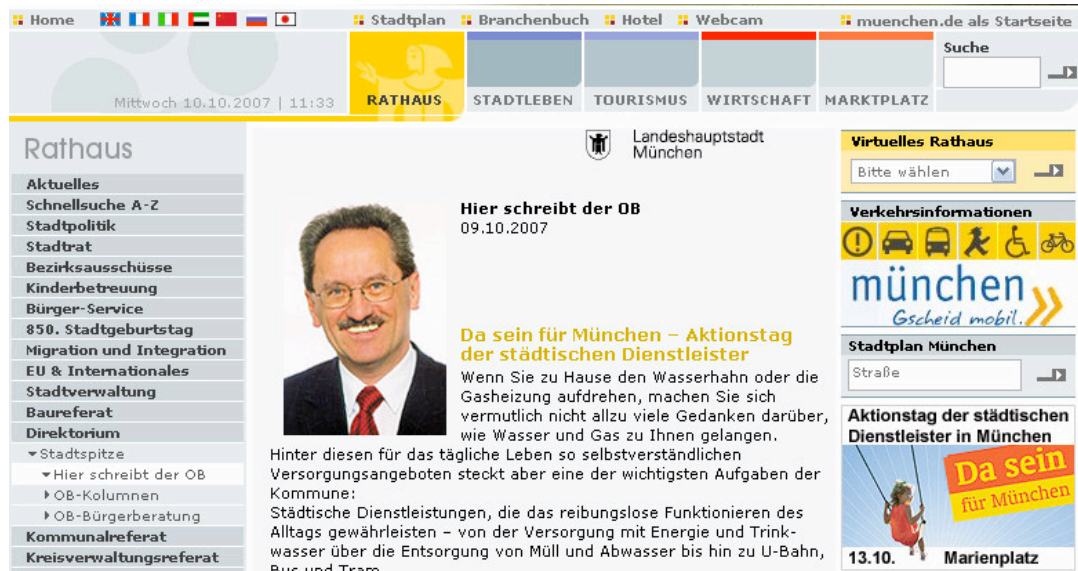 Home
Stadtplan Branchenbuch Hotel Webcam
muenchen.de als Startseite
Suche
Mittwoch 10.10.2007 | 11:33
RATHAUS STADTLEBEN TOURISMUS WIRTSCHAFT MARKTPLATZ
Rathaus
Aktuelles
Schnellsuche A-Z
Stadtpolitik
Stadtrat
Bezirksausschüsse
Kinderbetreuung
Bürger-Service
850. Stadtgeburtstag
Migration und Integration
EU & Internationales
Stadtverwaltung
Baureferat
Direktorium
Stadtspitze
Hier schreibt der OB
OB-Kolumnen
OB-Bürgerberatung
Kommunalreferat
Kreisverwaltungsreferat
Landeshauptstadt
München
Hier schreibt der OB
09.10.2007
Da sein für München – Aktionstag
der städtischen Dienstleister
Wenn Sie zu Hause den Wasserhahn oder die
Gasheizung aufdrehen, machen Sie sich
vermutlich nicht allzu viele Gedanken darüber,
wie Wasser und Gas zu Ihnen gelangen.
Hinter diesen für das tägliche Leben so selbstverständlichen
Versorgungsangeboten steckt aber eine der wichtigsten Aufgaben der
Kommune:
Städtische Dienstleistungen, die das reibungslose Funktionieren des
Alltags gewährleisten – von der Versorgung mit Energie und Trink-
wasser über die Entsorgung von Müll und Abwasser bis hin zu U-Bahn,
Bus und Tram
Virtuelles Rathaus
Bitte wählen
Verkehrsinformationen
münchen
Gscheid mobil.
Stadtplan München
Straße
Aktionstag der städtischen
Dienstleister in München
Da sein
für München
13.10. Marienplatz